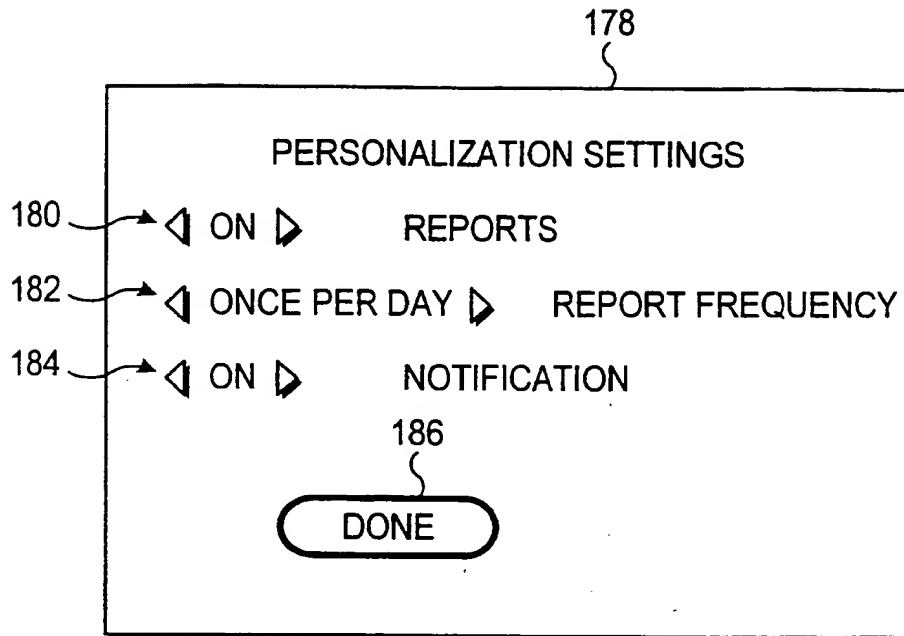 178
PERSONALIZATION SETTINGS
180 ON REPORTS
182 ONCE PER DAY REPORT FREQUENCY
184 ON NOTIFICATION
186
DONE